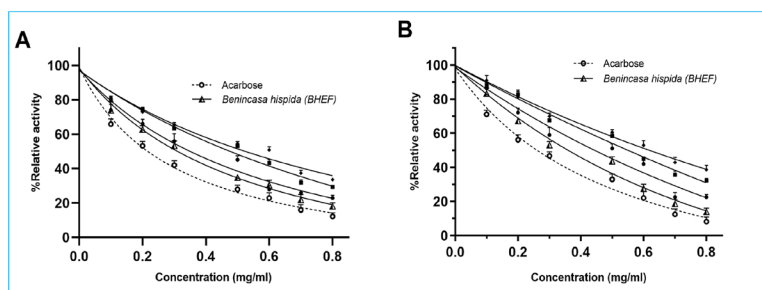 A
%Relative activity
100
80
60
40
20
0
0.0 0.2 0.4 0.6 0.8
Concentration (mg/ml)
Acarbose
Benincasa hispida (BHEF)
B
%Relative activity
100
80
60
40
20
0
0.0 0.2 0.4 0.6 0.8
Concentration (mg/ml)
Acarbose
Benincasa hispida (BHEF)